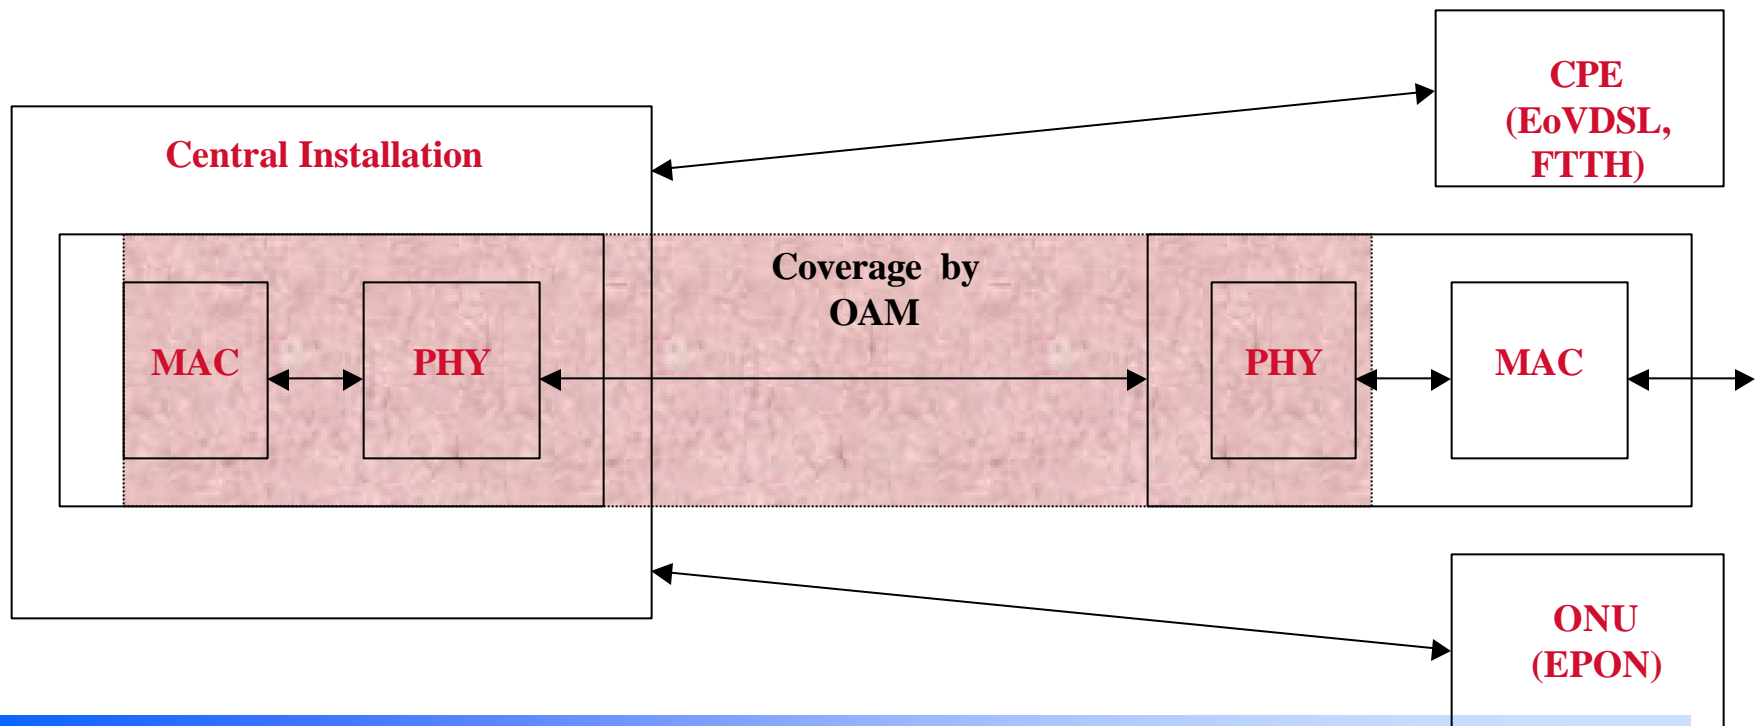 CPE
(EoVDSL,
FTTH)
Central Installation
Coverage by
OAM
MAC
PHY
PHY
MAC
ONU
(EPON)